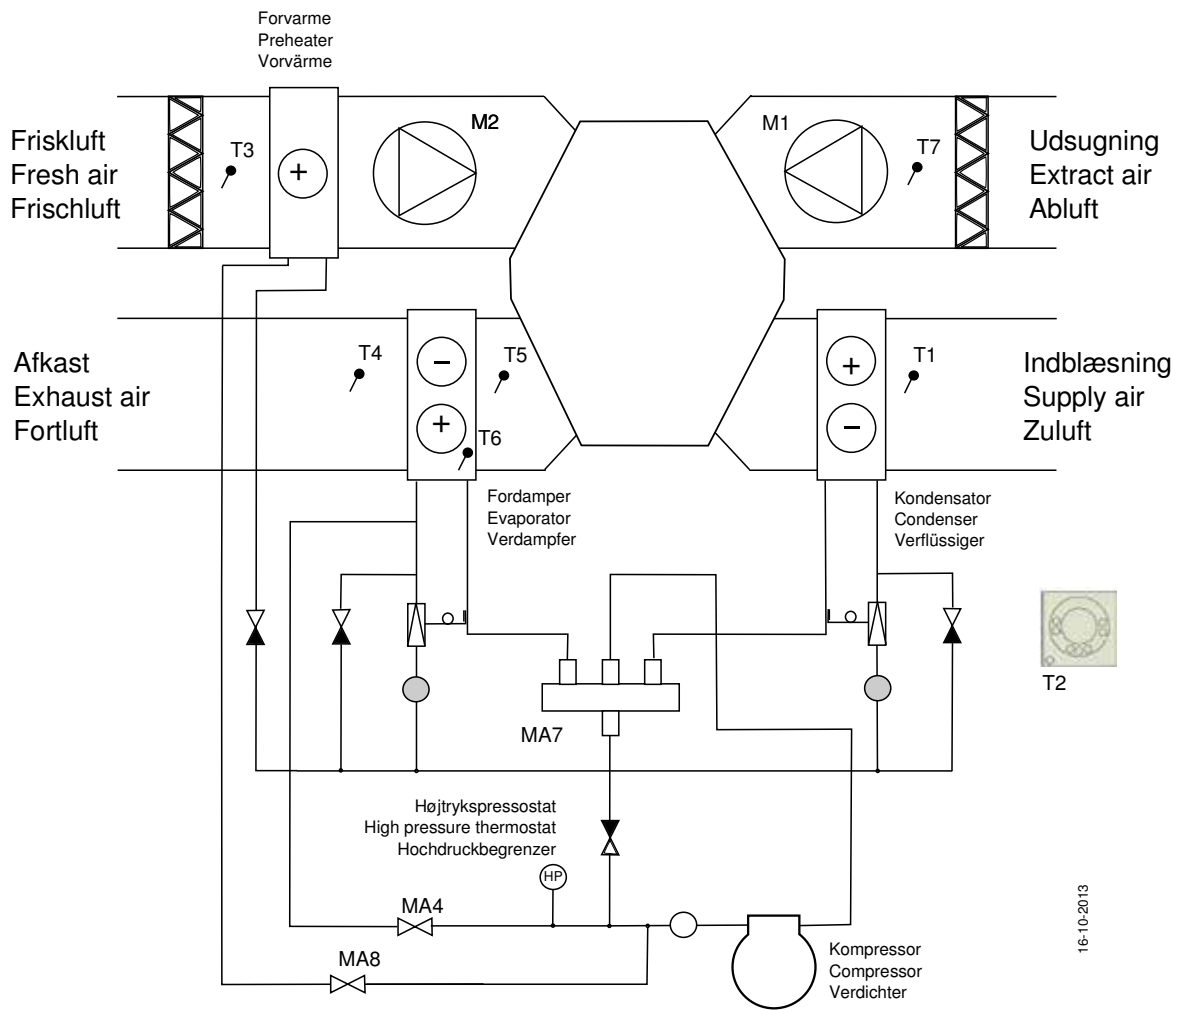 Forvarme
Preheater
Vorvärme
Friskluft
Fresh air
Frischluft
T3
+
M2
M1
T7
Udsugning
Extract air
Abluft
Afkast
Exhaust air
Fortluft
T4
−
+
T5
T6
+
−
T1
Indblæsning
Supply air
Zuluft
Fordamper
Evaporator
Verdampfer
Kondensator
Condenser
Verflüssiger
T2
MA7
Højtrykspressostat
High pressure thermostat
Hochdruckbegrenzer
HP
MA4
MA8
Kompressor
Compressor
Verdichter
16-10-2013